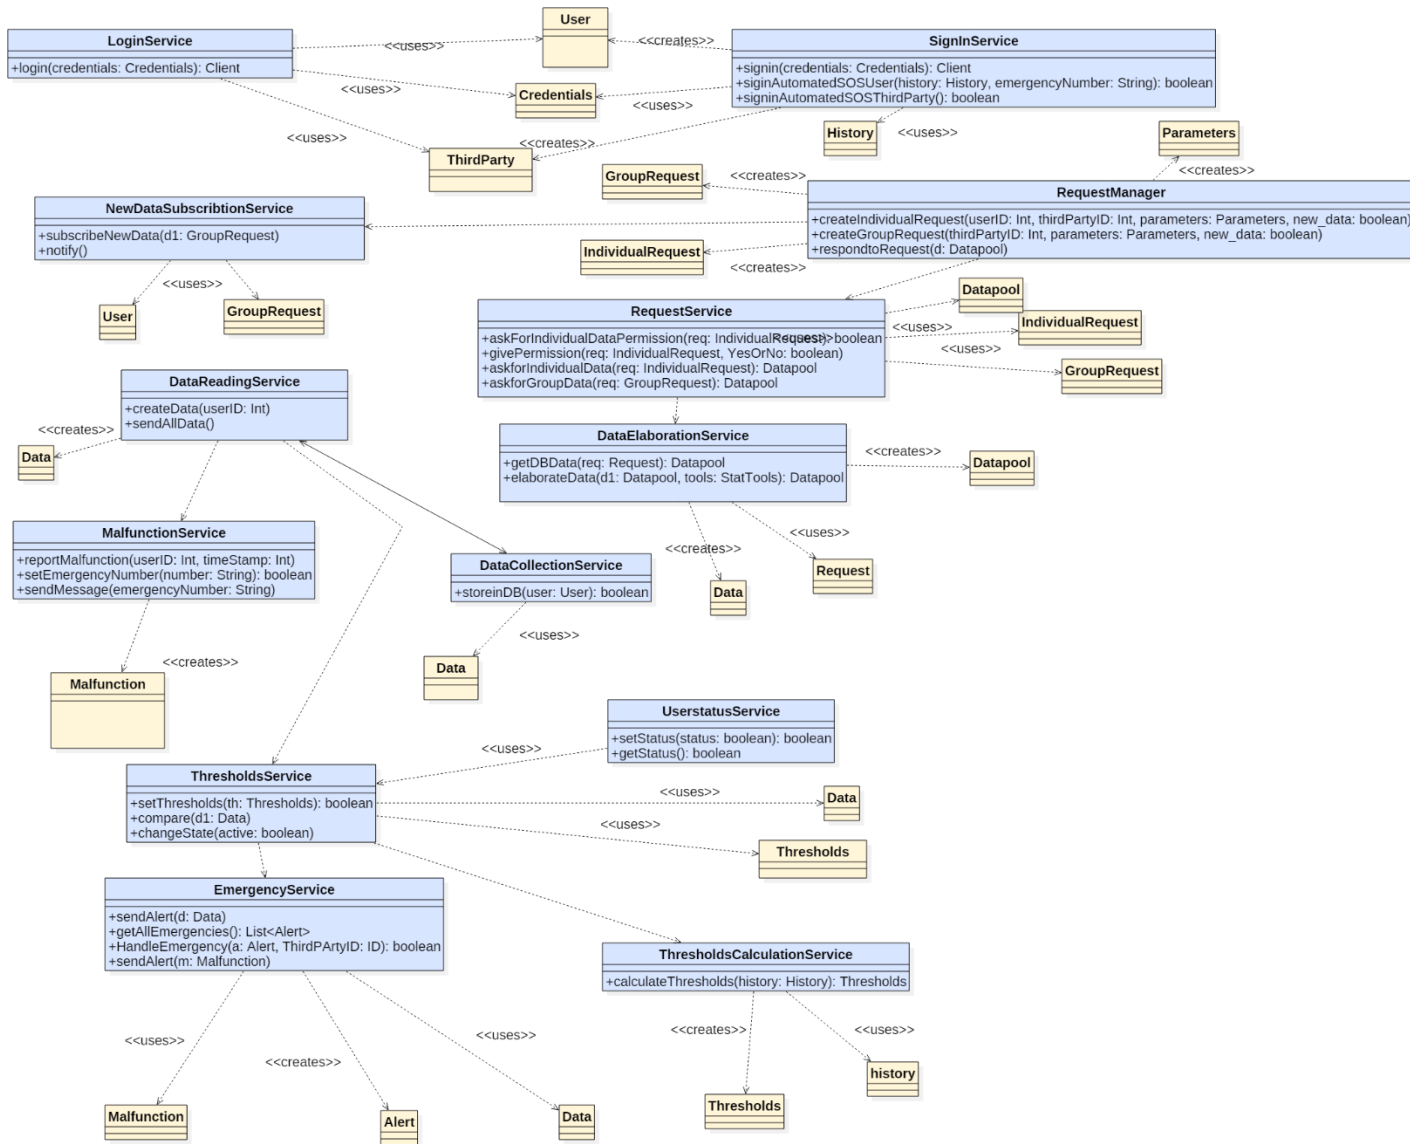 User
LoginService
+login(credentials: Credentials): Client
<<uses>>
<<creates>>
SignInService
+signin(credentials: Credentials): Client
+siginAutomatedSOSUser(history: History, emergencyNumber: String): boolean
+signinAutomatedSOSThirdParty(): boolean
<<uses>>
Credentials
<<uses>>
<<uses>>
<<creates>>
ThirdParty
History
<<uses>>
Parameters
<<creates>>
GroupRequest
<<creates>>
RequestManager
+createIndividualRequest(userID: Int, thirdPartyID: Int, parameters: Parameters, new_data: boolean)
+createGroupRequest(thirdPartyID: Int, parameters: Parameters, new_data: boolean)
+respondtoRequest(d: Datapool)
NewDataSubscribtionService
+subscribeNewData(d1: GroupRequest)
+notify()
IndividualRequest
<<creates>>
<<uses>>
User
GroupRequest
RequestService
+askForIndividualDataPermission(req: IndividualRequest): boolean
+givePermission(req: IndividualRequest, YesOrNo: boolean)
+askforIndividualData(req: IndividualRequest): Datapool
+askforGroupData(req: GroupRequest): Datapool
<<uses>>
Datapool
<<uses>>
IndividualRequest
<<uses>>
GroupRequest
DataReadingService
+createData(userID: Int)
+sendAllData()
<<creates>>
Data
DataElaborationService
+getDBData(req: Request): Datapool
+elaborateData(d1: Datapool, tools: StatTools): Datapool
<<creates>>
Datapool
<<creates>>
<<uses>>
Data
Request
MalfunctionService
+reportMalfunction(userID: Int, timeStamp: Int)
+setEmergencyNumber(number: String): boolean
+sendMessage(emergencyNumber: String)
DataCollectionService
+storeinDB(user: User): boolean
<<uses>>
Data
<<creates>>
Malfunction
UserstatusService
+setStatus(status: boolean): boolean
+getStatus(): boolean
<<uses>>
ThresholdsService
+setThresholds(th: Thresholds): boolean
+compare(d1: Data)
+changeState(active: boolean)
<<uses>>
Data
<<uses>>
Thresholds
EmergencyService
+sendAlert(d: Data)
+getAllEmergencies(): List<Alert>
+HandleEmergency(a: Alert, ThirdPArtyID: ID): boolean
+sendAlert(m: Malfunction)
ThresholdsCalculationService
+calculateThresholds(history: History): Thresholds
<<uses>>
<<creates>>
<<uses>>
<<creates>>
<<uses>>
history
Thresholds
Malfunction
Alert
Data